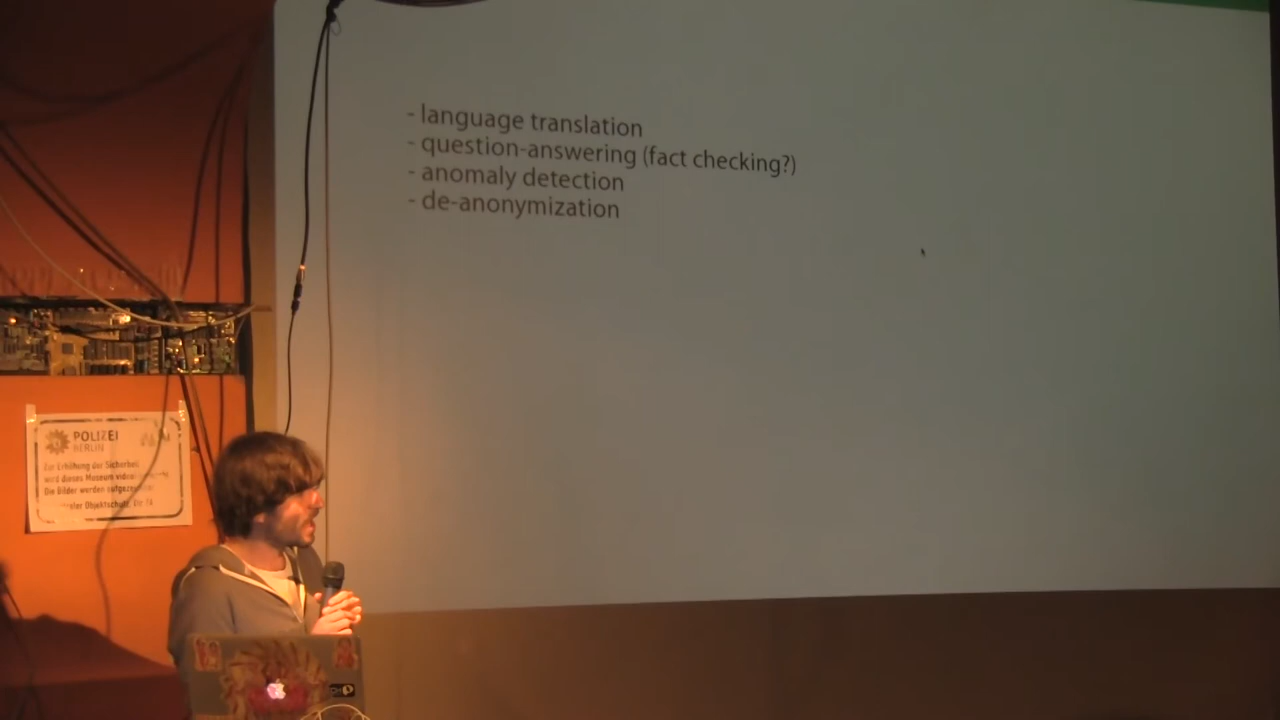 - language translation
- question-answering (fact checking?)
- anomaly detection
- de-anonymization
POLIZEI
BERLIN
Zur Erhöhung der Sicherheit
wird dieses Museum
Die Bilder werden
Objektschutz